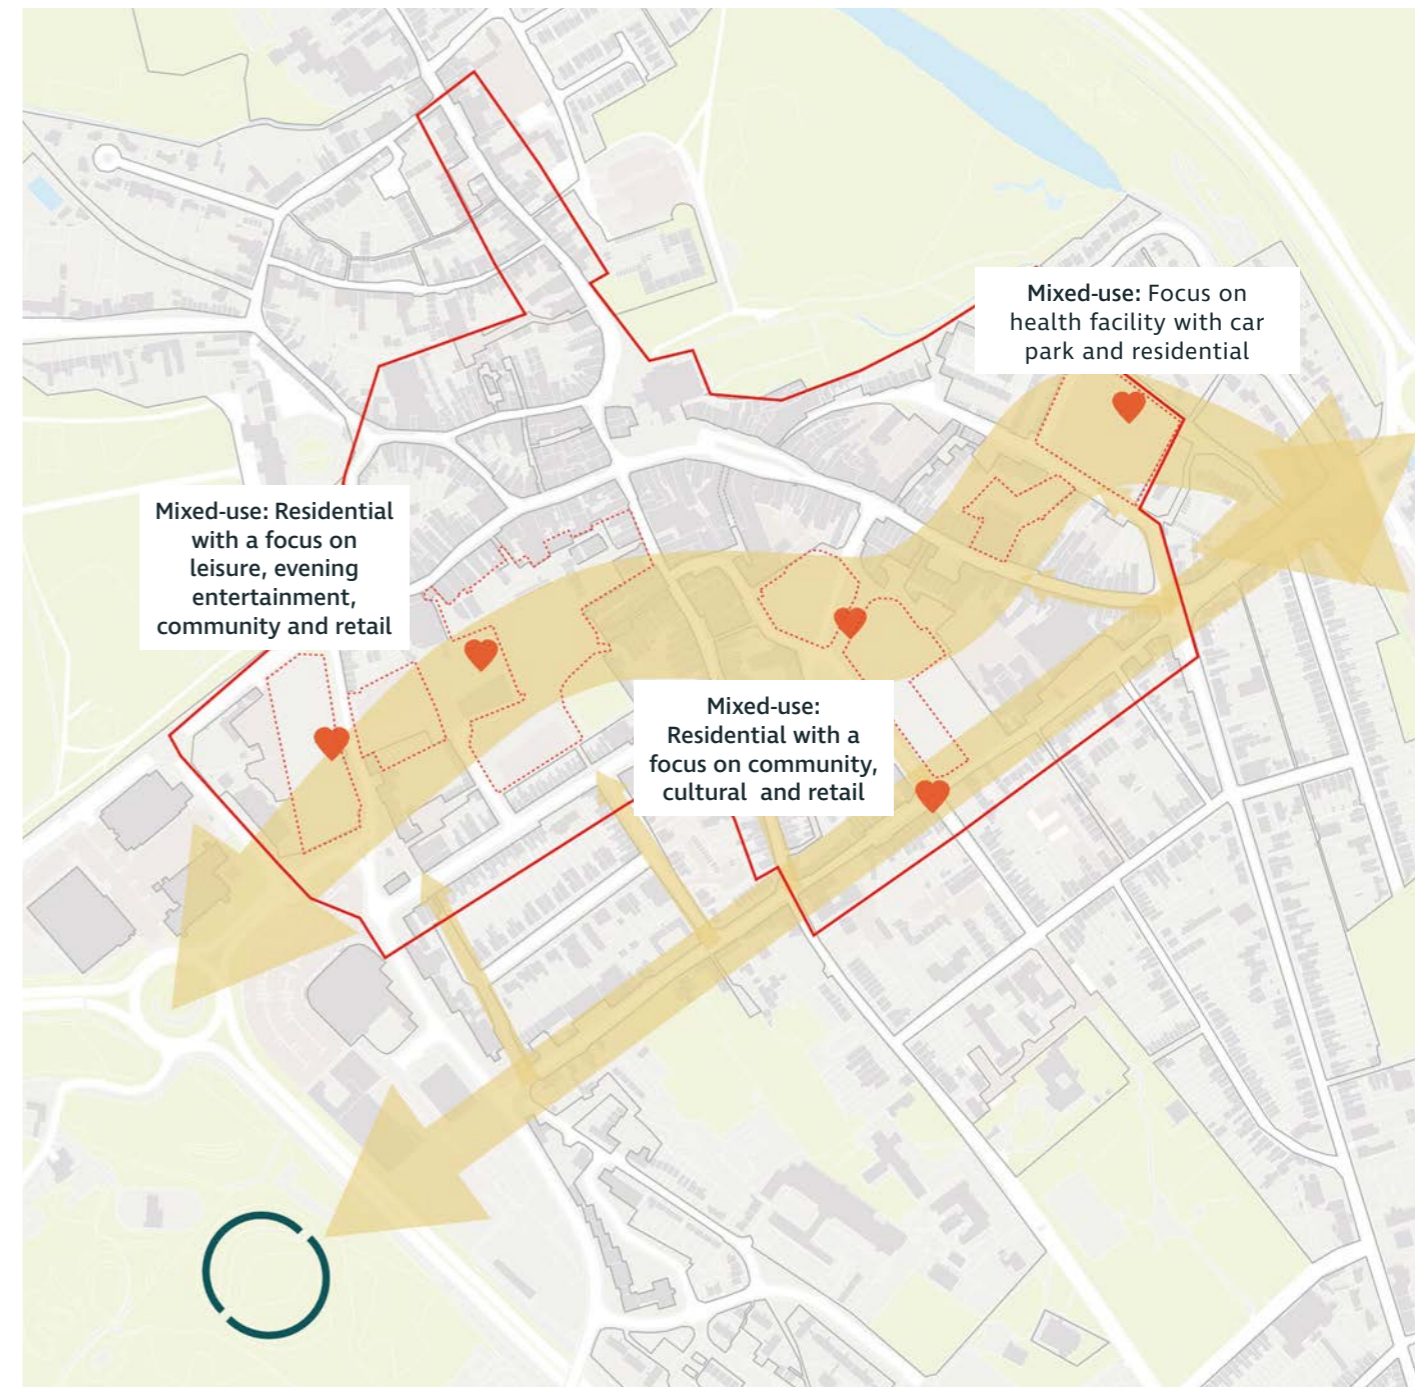 Mixed-use: Focus on
health facility with car
park and residential
Mixed-use: Residential
with a focus on
leisure, evening
entertainment,
community and retail
Mixed-use:
Residential with a
focus on community,
cultural and retail